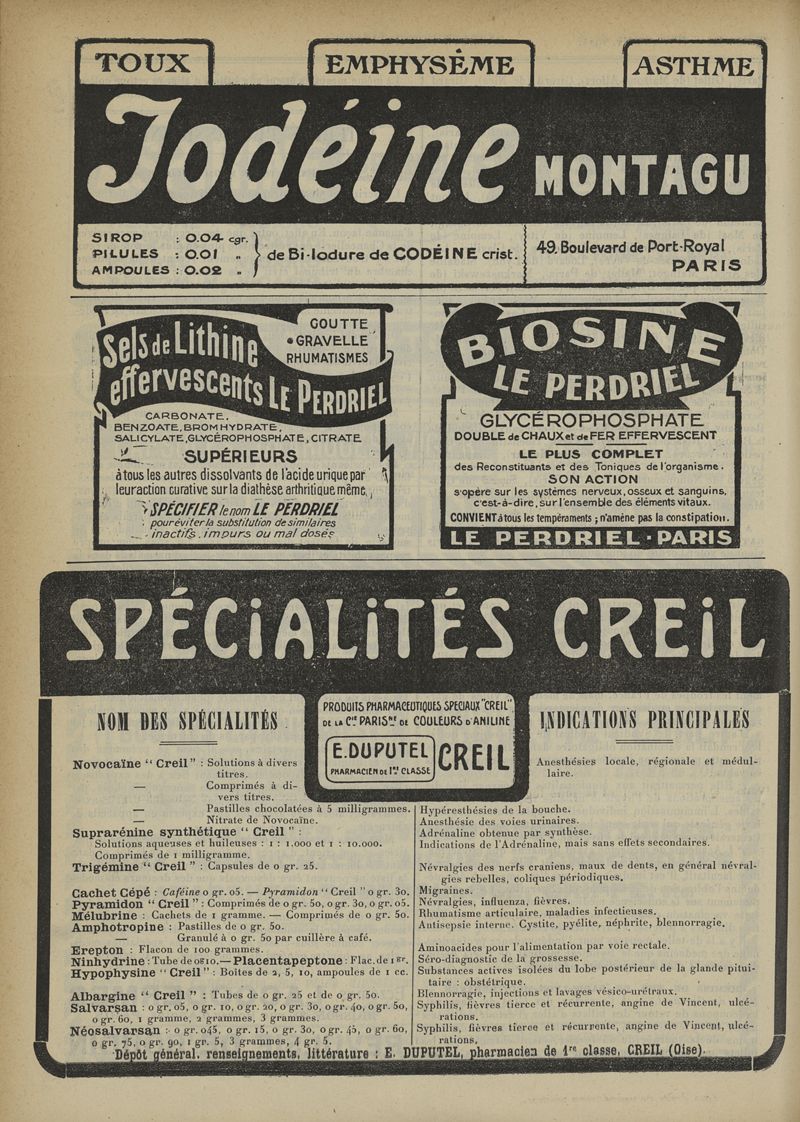 TOUX
EMPHYSÈME
ASTHME
Iodéine MONTAGU
SIROP : 0.04 cgr.
PILULES : 0.01 „
AMPOULES : 0.02 „
de Bi-Iodure de CODÉINE crist.
49, Boulevard de Port-Royal
PARIS
Sels de Lithine
effervescents LE PERDRIEL
GOUTTE
GRAVELLE
RHUMATISMES
CARBONATE,
BENZOATE, BROMHYDRATE,
SALICYLATE, GLYCÉROPHOSPHATE, CITRATE
SUPÉRIEURS
à tous les autres dissolvants de l'acide urique par
leur action curative sur la diathèse arthritique même,
SPÉCIFIER le nom LE PERDRIEL
pour éviter la substitution de similaires
inactifs, impurs ou mal dosés
BIOSINE
LE PERDRIEL
GLYCÉROPHOSPHATE
DOUBLE de CHAUX et de FER EFFERVESCENT
LE PLUS COMPLET
des Reconstituants et des Toniques de l'organisme.
SON ACTION
s'opère sur les systèmes nerveux, osseux et sanguins,
c'est-à-dire, sur l'ensemble des éléments vitaux.
CONVIENT à tous les tempéraments ; n'amène pas la constipation.
LE PERDRIEL · PARIS
SPÉCIALITÉS CREIL
PRODUITS PHARMACEUTIQUES SPECIAUX "CREIL"
DE LA Cie PARISne DE COULEURS D'ANILINE
E. DUPUTEL
PHARMACIEN DE 1re CLASSE
CREIL
NOM DES SPÉCIALITÉS
Novocaïne “ Creil ” : Solutions à divers
titres.
— Comprimés à di-
vers titres.
— Pastilles chocolatées à 5 milligrammes.
— Nitrate de Novocaïne.
Suprarénine synthétique “ Creil ” :
Solutions aqueuses et huileuses : 1 : 1.000 et 1 : 10.000.
Comprimés de 1 milligramme.
Trigémine “ Creil ” : Capsules de 0 gr. 25.
Cachet Cépé : Caféine 0 gr. 05. — Pyramidon “ Creil ” 0 gr. 30.
Pyramidon “ Creil ” : Comprimés de 0 gr. 50, 0 gr. 30, 0 gr. 05.
Mélubrine : Cachets de 1 gramme. — Comprimés de 0 gr. 50.
Amphotropine : Pastilles de 0 gr. 50.
— Granulé à 0 gr. 50 par cuillère à café.
Erepton : Flacon de 100 grammes.
Ninhydrine : Tube de 0g10. — Placentapeptone : Flac. de 1 gr.
Hypophysine “ Creil ” : Boites de 2, 5, 10, ampoules de 1 cc.
Albargine “ Creil ” : Tubes de 0 gr. 25 et de 0 gr. 50.
Salvarsan : 0 gr. 05, 0 gr. 10, 0 gr. 20, 0 gr. 30, 0 gr. 40, 0 gr. 50,
0 gr. 60, 1 gramme, 2 grammes, 3 grammes.
Néosalvarsan : 0 gr. 045, 0 gr. 15, 0 gr. 30, 0 gr. 45, 0 gr. 60,
0 gr. 75, 0 gr. 90, 1 gr. 5, 3 grammes, 4 gr. 5.
INDICATIONS PRINCIPALES
Anesthésies locale, régionale et médul-
laire.
Hypéresthésies de la bouche.
Anesthésie des voies urinaires.
Adrénaline obtenue par synthèse.
Indications de l'Adrénaline, mais sans effets secondaires.
Névralgies des nerfs craniens, maux de dents, en général névral-
gies rebelles, coliques périodiques.
Migraines.
Névralgies, influenza, fièvres.
Rhumatisme articulaire, maladies infectieuses.
Antisepsie interne. Cystite, pyélite, néphrite, blennorragie.
Aminoacides pour l'alimentation par voie rectale.
Séro-diagnostic de la grossesse.
Substances actives isolées du lobe postérieur de la glande pitui-
taire : obstétrique.
Blennorragie, injections et lavages vésico-urétraux.
Syphilis, fièvres tierce et récurrente, angine de Vincent, ulcé-
rations.
Syphilis, fièvres tierce et récurrente, angine de Vincent, ulcé-
rations.
Dépôt général, renseignements, littérature : E. DUPUTEL, pharmacien de 1re classe, CREIL (Oise).